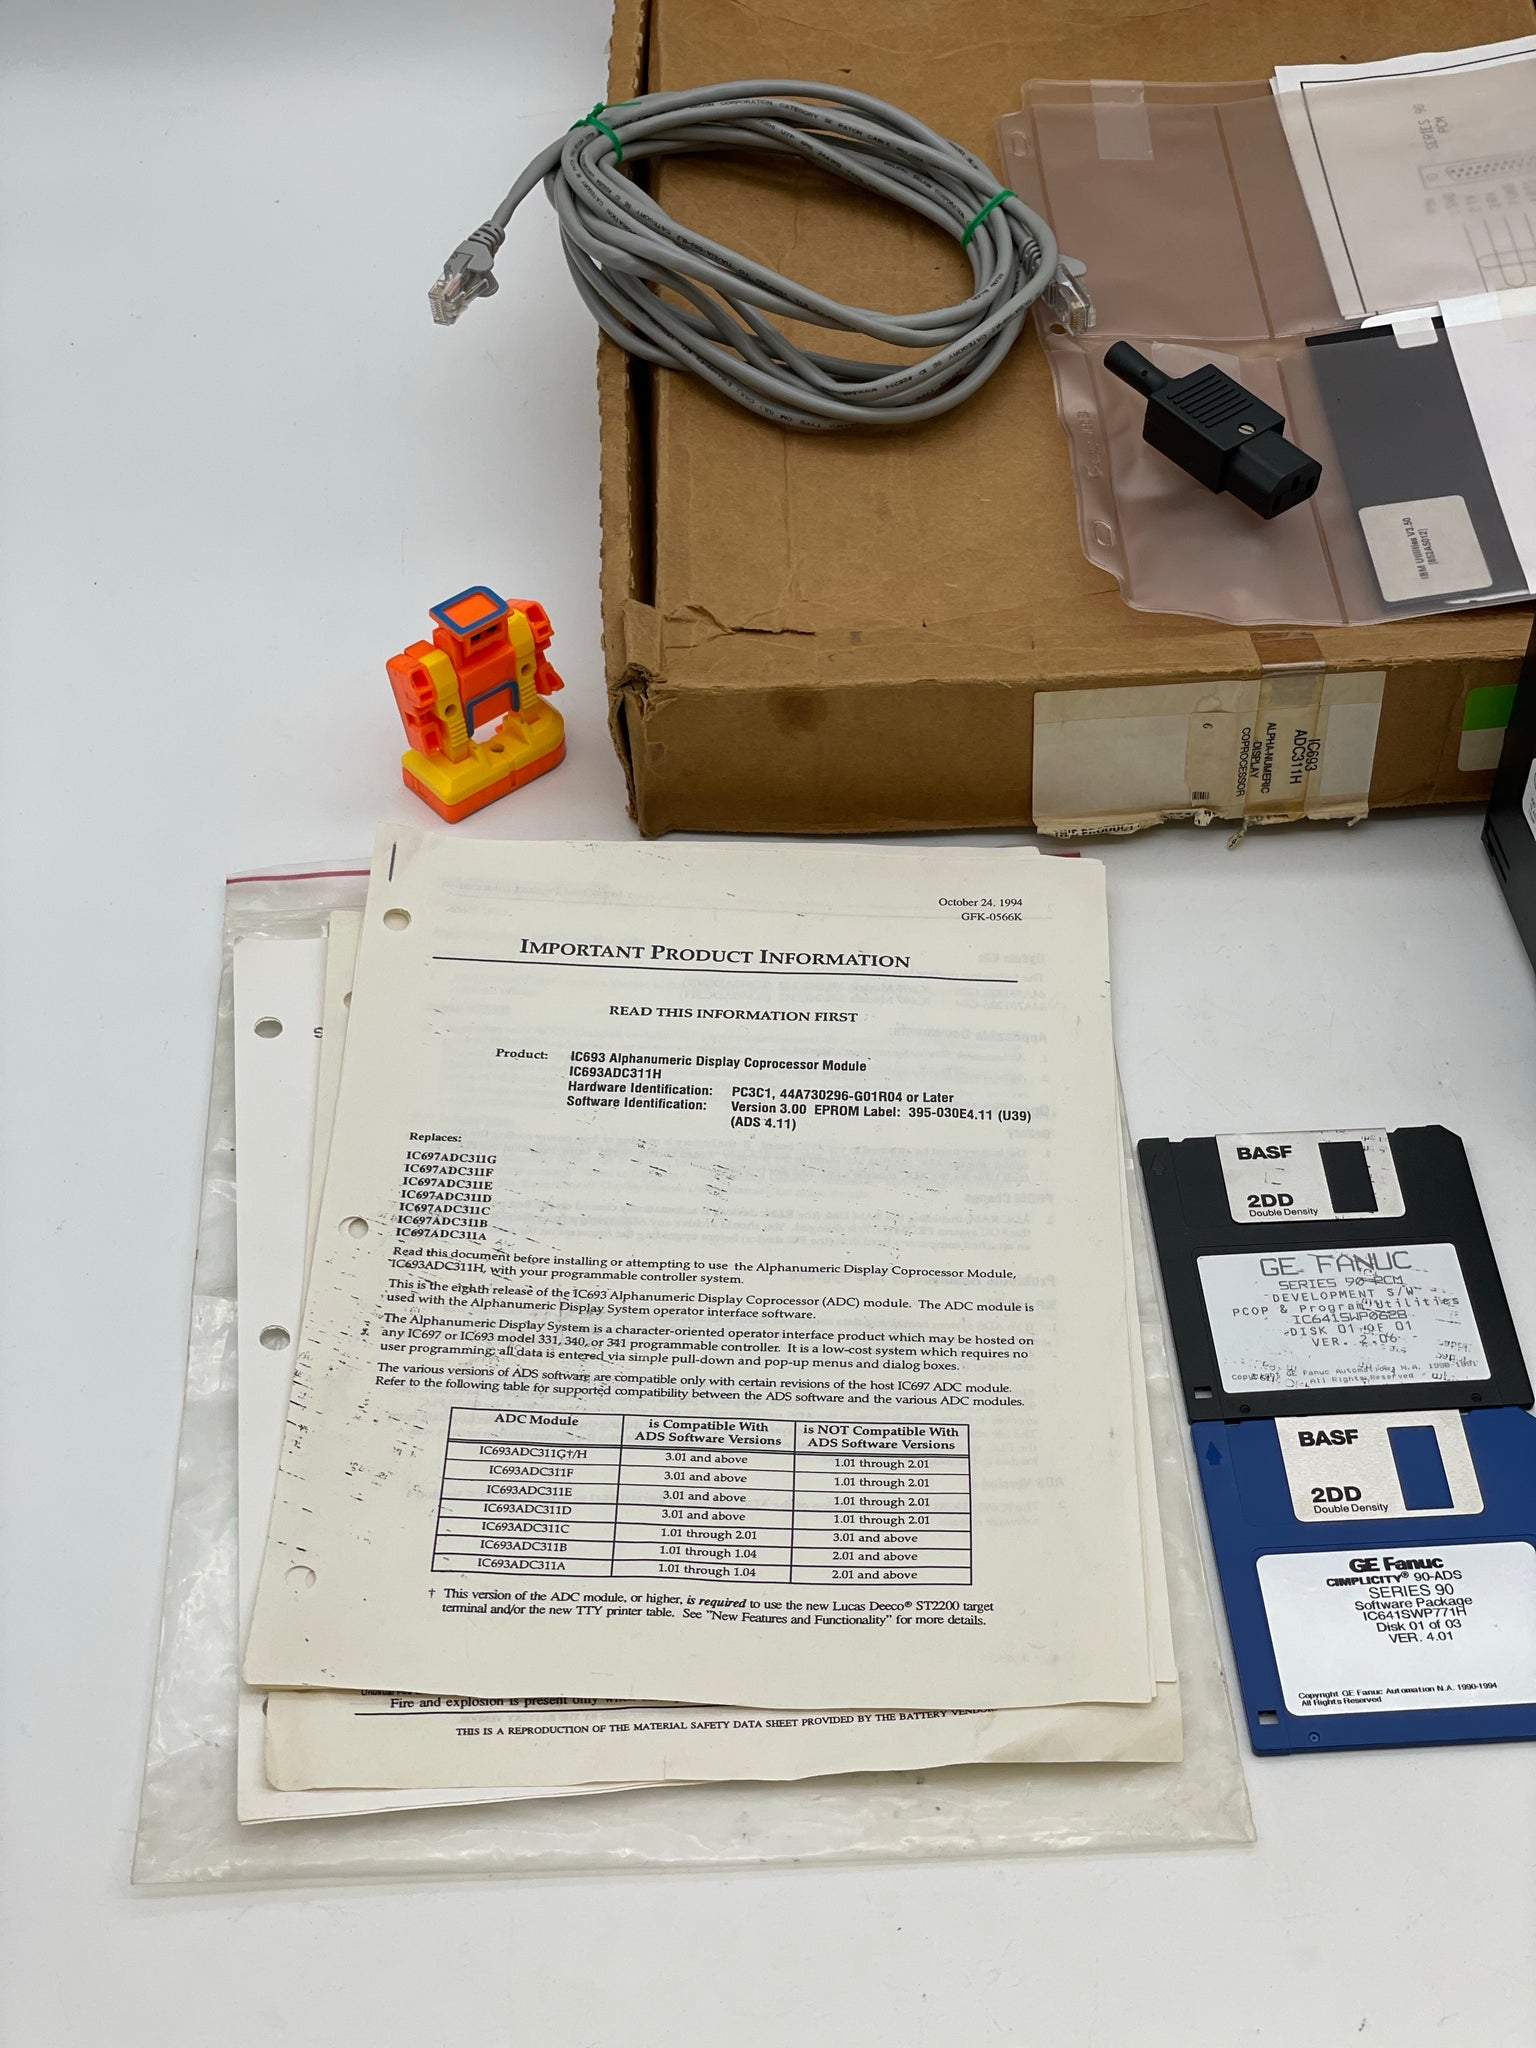 SERIES 90
PCM
IBM Utilities V3.50
IC693
ADC311H
ALPHA-NUMERIC
DISPLAY
COPROCESSOR
October 24, 1994
GFK-0566K
IMPORTANT PRODUCT INFORMATION
READ THIS INFORMATION FIRST
Product: IC693 Alphanumeric Display Coprocessor Module
IC693ADC311H
Hardware Identification: PC3C1, 44A730296-G01R04 or Later
Software Identification: Version 3.00 EPROM Label: 395-030E4.11 (U39)
(ADS 4.11)
Replaces:
IC697ADC311G
IC697ADC311F
IC697ADC311E
IC697ADC311D
IC697ADC311C
IC697ADC311B
IC697ADC311A
Read this document before installing or attempting to use the Alphanumeric Display Coprocessor Module,
IC693ADC311H, with your programmable controller system.
This is the eighth release of the IC693 Alphanumeric Display Coprocessor (ADC) module. The ADC module is
used with the Alphanumeric Display System operator interface software.
The Alphanumeric Display System is a character-oriented operator interface product which may be hosted on
any IC697 or IC693 model 331, 340, or 341 programmable controller. It is a low-cost system which requires no
user programming; all data is entered via simple pull-down and pop-up menus and dialog boxes.
The various versions of ADS software are compatible only with certain revisions of the host IC697 ADC module.
Refer to the following table for supported compatibility between the ADS software and the various ADC modules.
ADC Module is Compatible With is NOT Compatible With
ADS Software Versions ADS Software Versions
IC693ADC311G†/H 3.01 and above 1.01 through 2.01
IC693ADC311F 3.01 and above 1.01 through 2.01
IC693ADC311E 3.01 and above 1.01 through 2.01
IC693ADC311D 3.01 and above 1.01 through 2.01
IC693ADC311C 1.01 through 2.01 3.01 and above
IC693ADC311B 1.01 through 1.04 2.01 and above
IC693ADC311A 1.01 through 1.04 2.01 and above
† This version of the ADC module, or higher, is required to use the new Lucas Deeco® ST2200 target
terminal and/or the new TTY printer table. See "New Features and Functionality" for more details.
Fire and explosion is present only
THIS IS A REPRODUCTION OF THE MATERIAL SAFETY DATA SHEET PROVIDED BY THE BATTERY VENDOR.
BASF
2DD
Double Density
GE FANUC
SERIES 90 PCM
DEVELOPMENT S/W
PCOP & Program Utilities
IC641SWP062B
DISK 01 OF 01
VER. 2.06
Copyright GE Fanuc Automation, N.A. 1990-1991
All Rights Reserved
BASF
2DD
Double Density
GE Fanuc
CIMPLICITY® 90-ADS
SERIES 90
Software Package
IC641SWP771H
Disk 01 of 03
VER. 4.01
Copyright GE Fanuc Automation N.A. 1990-1994
All Rights Reserved